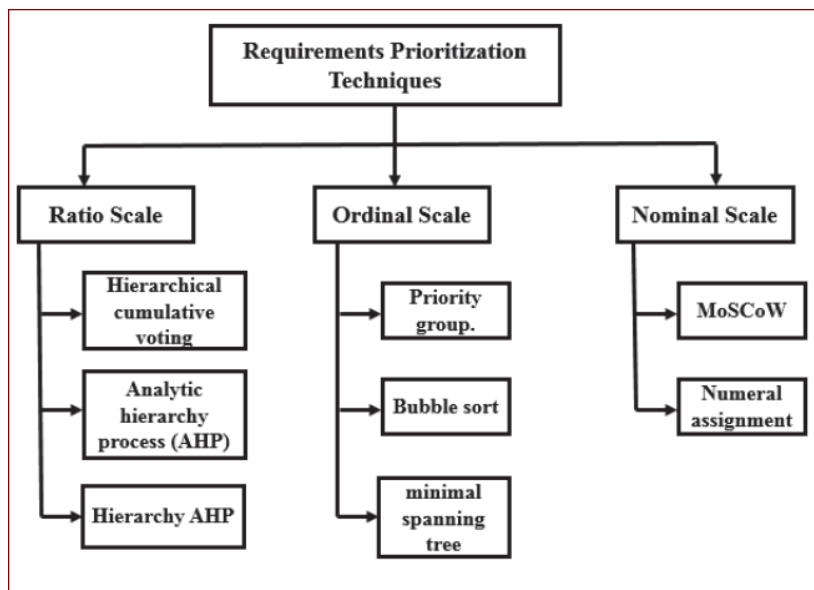 Requirements Prioritization
Techniques
Ratio Scale
Ordinal Scale
Nominal Scale
Hierarchical
cumulative
voting
Analytic
hierarchy
process (AHP)
Hierarchy AHP
Priority
group.
Bubble sort
minimal
spanning
tree
MoSCoW
Numeral
assignment